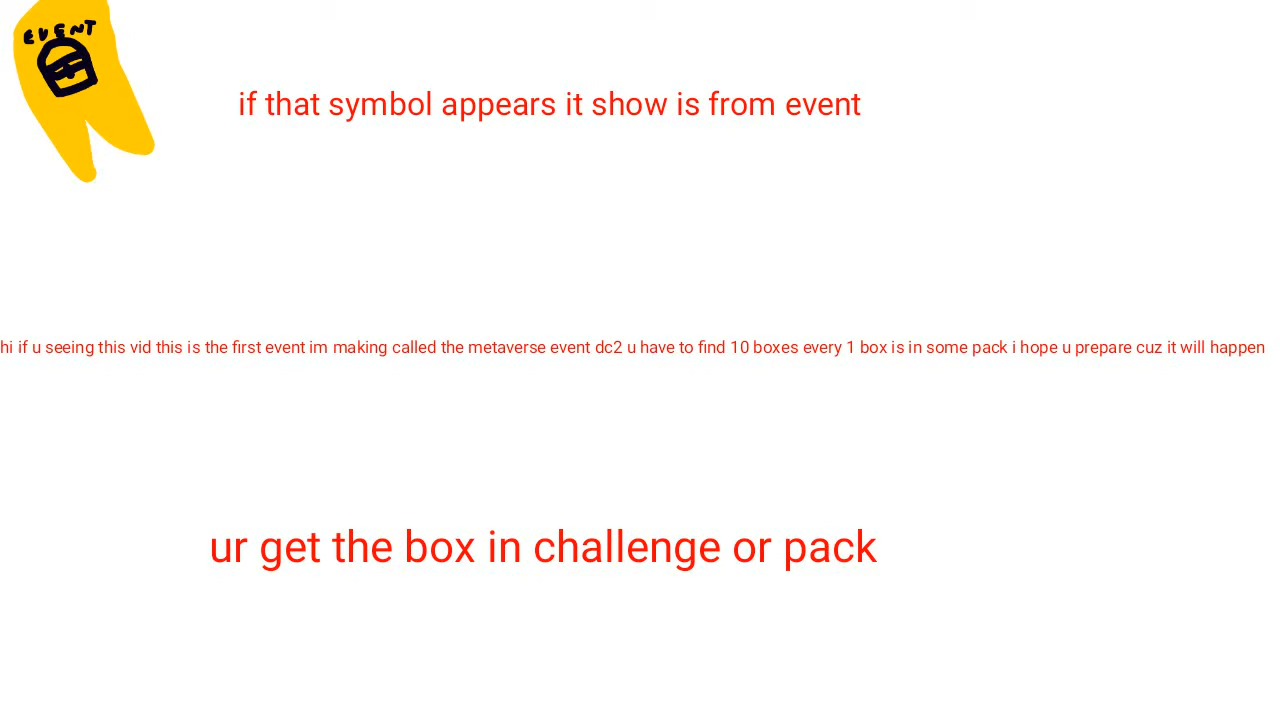 EVENT
if that symbol appears it show is from event
hi if u seeing this vid this is the first event im making called the metaverse event dc2 u have to find 10 boxes every 1 box is in some pack i hope u prepare cuz it will happen
ur get the box in challenge or pack